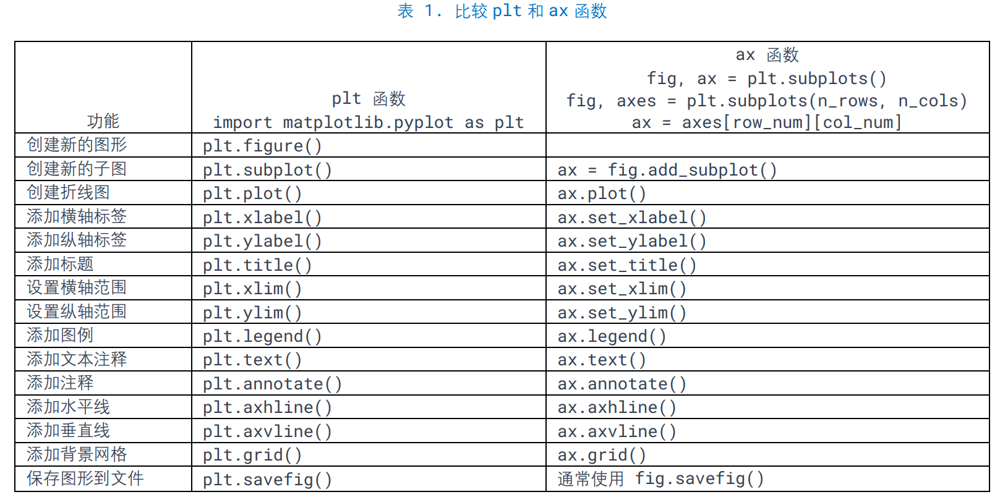 表 1. 比较 plt 和 ax 函数
功能
plt 函数
import matplotlib.pyplot as plt
ax 函数
fig, ax = plt.subplots()
fig, axes = plt.subplots(n_rows, n_cols)
ax = axes[row_num][col_num]
创建新的图形 plt.figure()
创建新的子图 plt.subplot() ax = fig.add_subplot()
创建折线图 plt.plot() ax.plot()
添加横轴标签 plt.xlabel() ax.set_xlabel()
添加纵轴标签 plt.ylabel() ax.set_ylabel()
添加标题 plt.title() ax.set_title()
设置横轴范围 plt.xlim() ax.set_xlim()
设置纵轴范围 plt.ylim() ax.set_ylim()
添加图例 plt.legend() ax.legend()
添加文本注释 plt.text() ax.text()
添加注释 plt.annotate() ax.annotate()
添加水平线 plt.axhline() ax.axhline()
添加垂直线 plt.axvline() ax.axvline()
添加背景网格 plt.grid() ax.grid()
保存图形到文件 plt.savefig() 通常使用 fig.savefig()